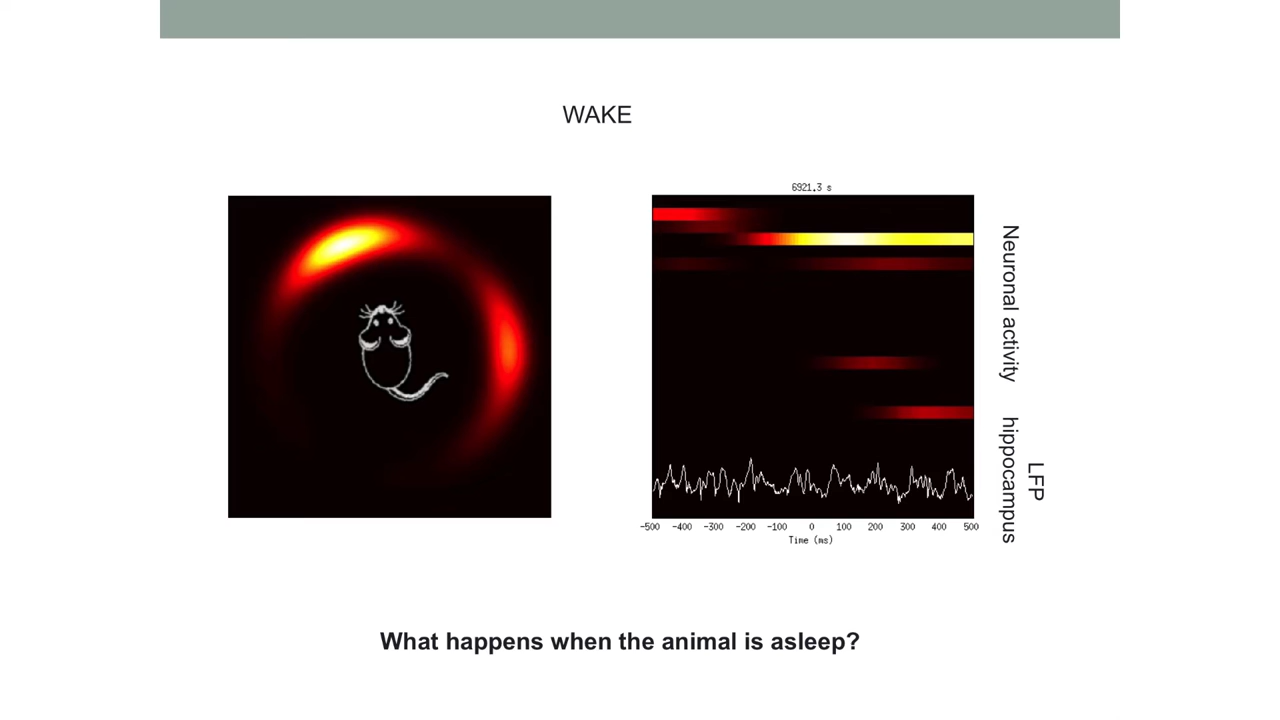 WAKE
6921.3 s
Neuronal activity
LFP
hippocampus
-500 -400 -300 -200 -100 0 100 200 300 400 500
Time (ms)
What happens when the animal is asleep?